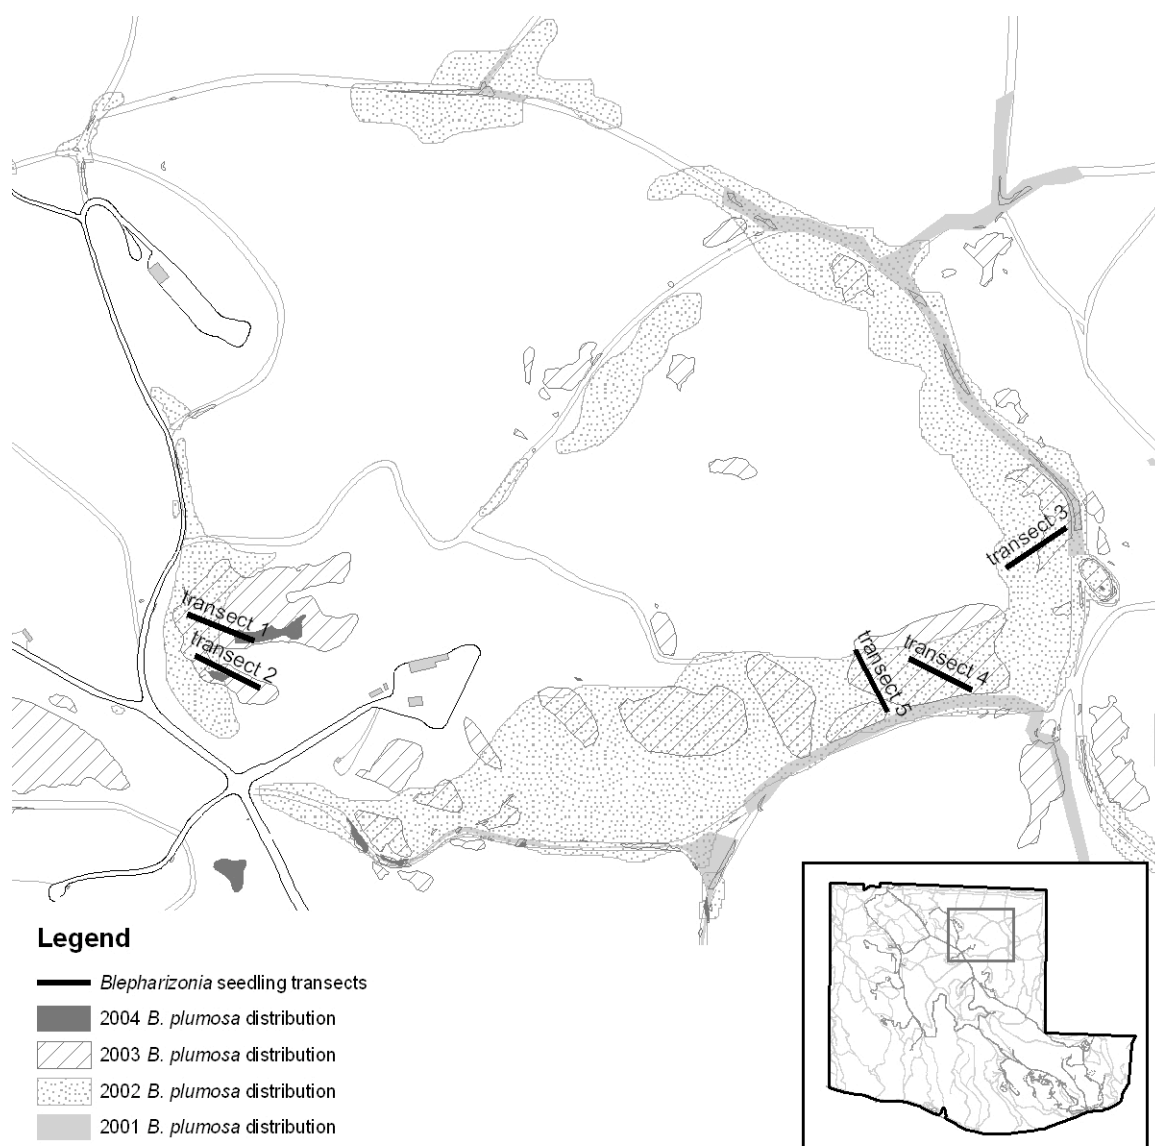 transect 3
transect 1
transect 2
transect 4
transect 5
Legend
Blepharizonia seedling transects
2004 B. plumosa distribution
2003 B. plumosa distribution
2002 B. plumosa distribution
2001 B. plumosa distribution